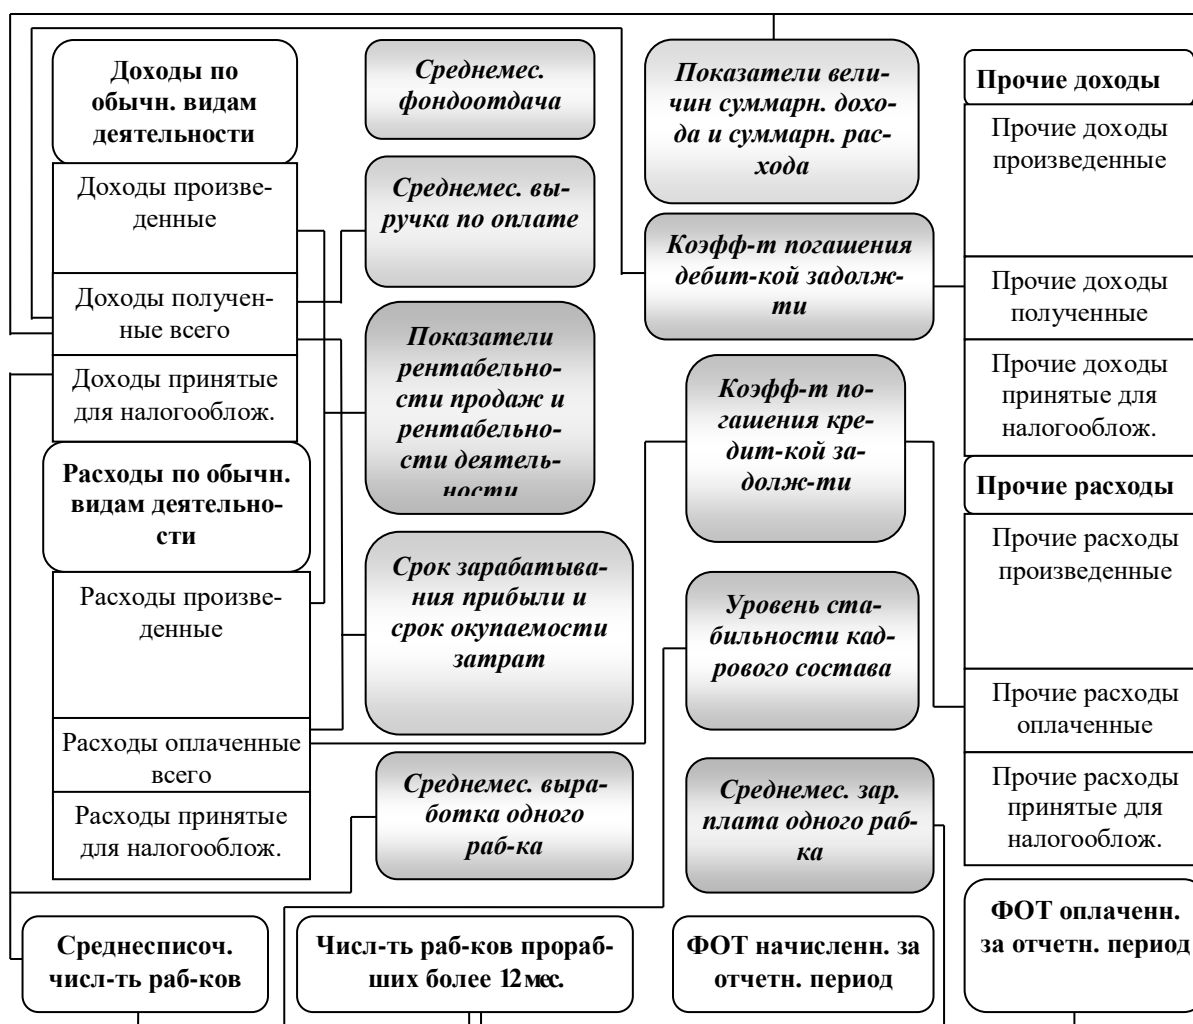 Доходы по
обычн. видам
деятельности
Доходы произве-
денные
Доходы получен-
ные всего
Доходы принятые
для налогооблож.
Расходы по обычн.
видам деятельно-
сти
Расходы произве-
денные
Расходы оплаченные
всего
Расходы принятые
для налогооблож.
Среднесписоч.
числ-ть раб-ков
Среднемес.
фондоотдача
Среднемес. вы-
ручка по оплате
Показатели
рентабельно-
сти продаж и
рентабельно-
сти деятель-
ности
Срок зарабатыва-
ния прибыли и
срок окупаемости
затрат
Среднемес. выра-
ботка одного
раб-ка
Числ-ть раб-ков прораб-
ших более 12 мес.
Показатели вели-
чин суммарн. дохо-
да и суммарн. рас-
хода
Коэфф-т погашения
дебит-кой задолж-
ти
Коэфф-т по-
гашения кре-
дит-кой за-
долж-ти
Уровень ста-
бильности кад-
рового состава
Среднемес. зар.
плата одного раб-
ка
ФОТ начисленн. за
отчетн. период
Прочие доходы
Прочие доходы
произведенные
Прочие доходы
полученные
Прочие доходы
принятые для
налогооблож.
Прочие расходы
Прочие расходы
произведенные
Прочие расходы
оплаченные
Прочие расходы
принятые для
налогооблож.
ФОТ оплаченн.
за отчетн. период